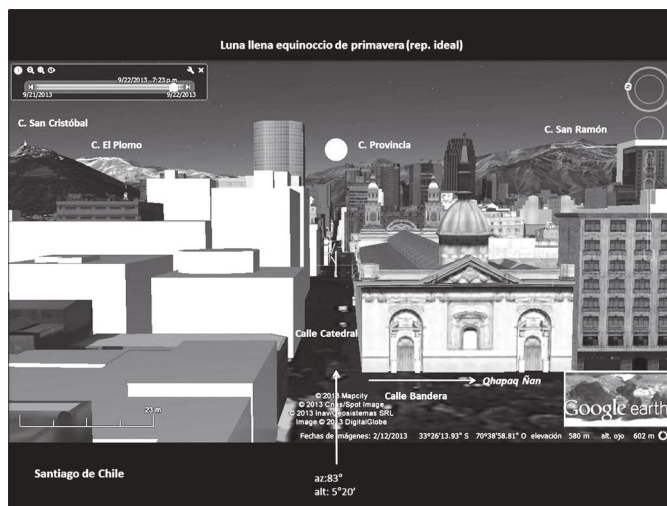 Luna llena equinoccio de primavera (rep. ideal)
9/22/2013 7:23 p.m.
9/21/2013
9/22/2013
C. San Cristóbal
C. El Plomo
C. Provincia
C. San Ramón
Calle Catedral
Qhapaq Ñan
Calle Bandera
© 2013 Mapcity
© 2013 Cnes/Spot Image
© 2013 Inav/Geosistemas SRL
Image © 2013 DigitalGlobe
Google earth
23 m
Fechas de imágenes: 2/12/2013 33°26'13.93" S 70°38'58.81" O elevación 580 m alt. ojo 602 m
Santiago de Chile
az:83°
alt: 5°20'